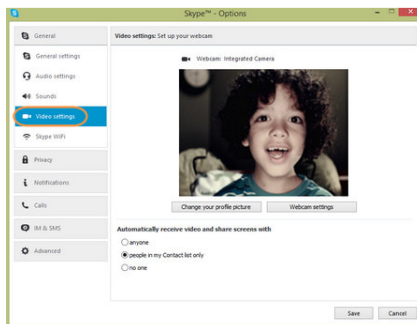 Skype™ - Options
General
General settings
Audio settings
Sounds
Video settings
Skype WiFi
Privacy
Notifications
Calls
IM & SMS
Advanced
Video settings: Set up your webcam
Webcam: Integrated Camera
Change your profile picture
Webcam settings
Automatically receive video and share screens with
anyone
people in my Contact list only
no one
Save
Cancel